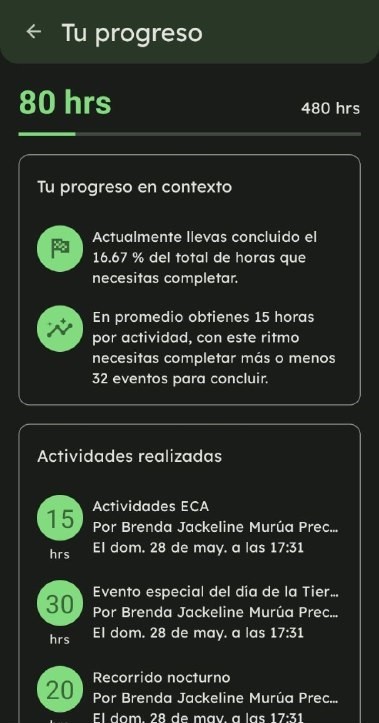 Tu progreso
80 hrs
480 hrs
Tu progreso en contexto
Actualmente llevas concluido el
16.67 % del total de horas que
necesitas completar.
En promedio obtienes 15 horas
por actividad, con este ritmo
necesitas completar más o menos
32 eventos para concluir.
Actividades realizadas
15
hrs
Actividades ECA
Por Brenda Jackeline Murúa Prec...
El dom. 28 de may. a las 17:31
30
hrs
Evento especial del día de la Tier...
Por Brenda Jackeline Murúa Prec...
El dom. 28 de may. a las 17:31
20
Recorrido nocturno
Por Brenda Jackeline Murúa Prec...
El dom. 28 de may. a las 17:31